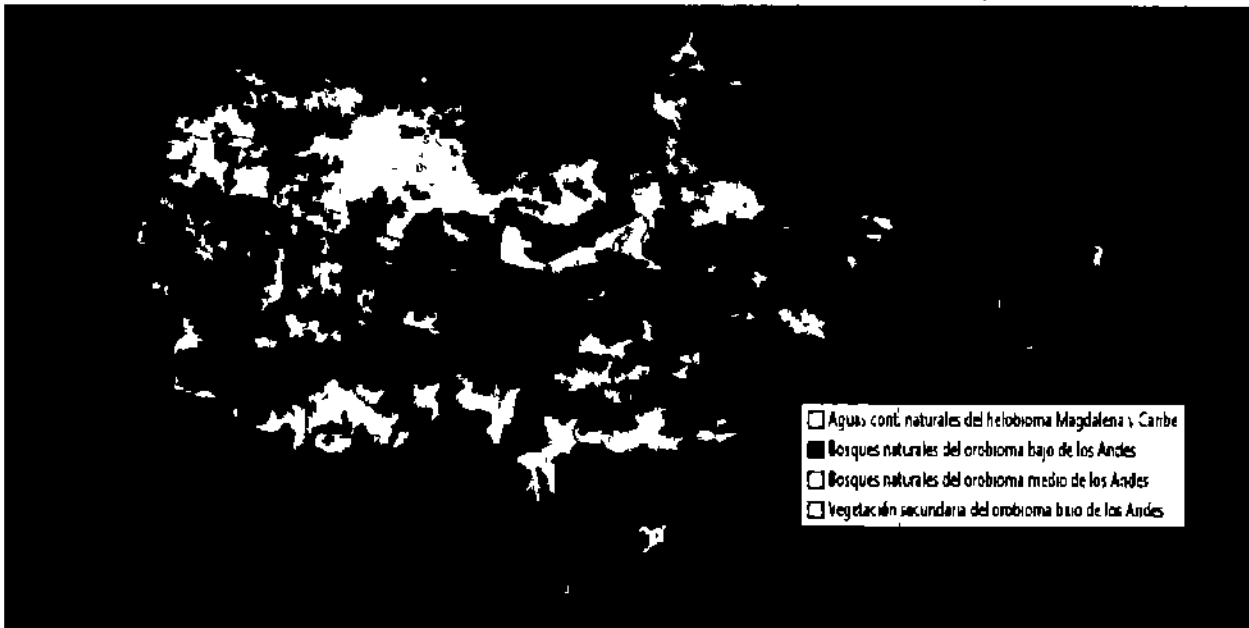 Aguas cont. naturales del helobioma Magdalena y Caribe
Bosques naturales del orobioma bajo de los Andes
Bosques naturales del orobioma medio de los Andes
Vegetación secundaria del orobioma bajo de los Andes